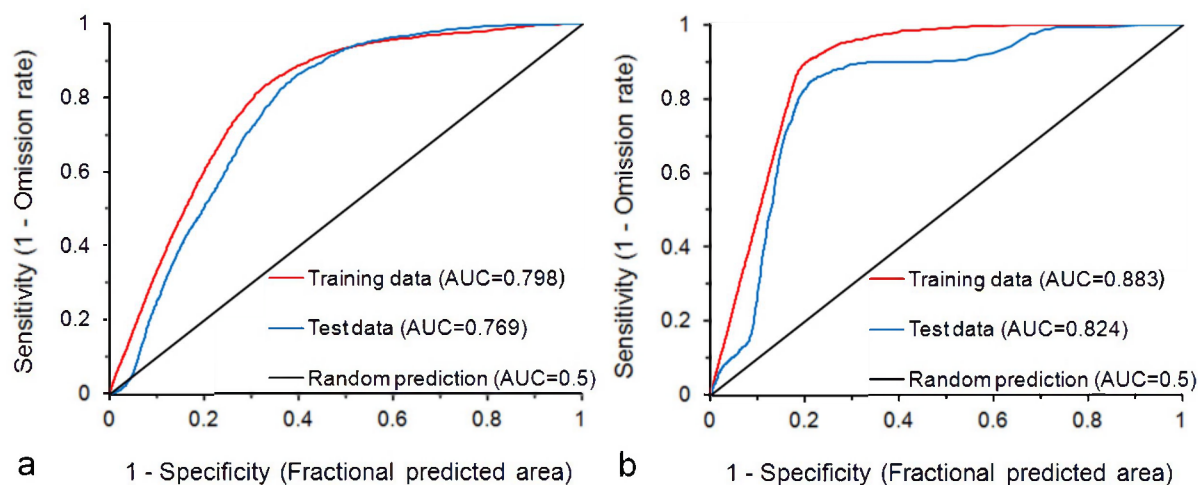 Sensitivity (1 - Omission rate)
1
0.8
0.6
0.4
0.2
0
Training data (AUC=0.798)
Test data (AUC=0.769)
Random prediction (AUC=0.5)
0 0.2 0.4 0.6 0.8 1
a 1 - Specificity (Fractional predicted area)
Sensitivity (1 - Omission rate)
1
0.8
0.6
0.4
0.2
0
Training data (AUC=0.883)
Test data (AUC=0.824)
Random prediction (AUC=0.5)
0 0.2 0.4 0.6 0.8 1
b 1 - Specificity (Fractional predicted area)